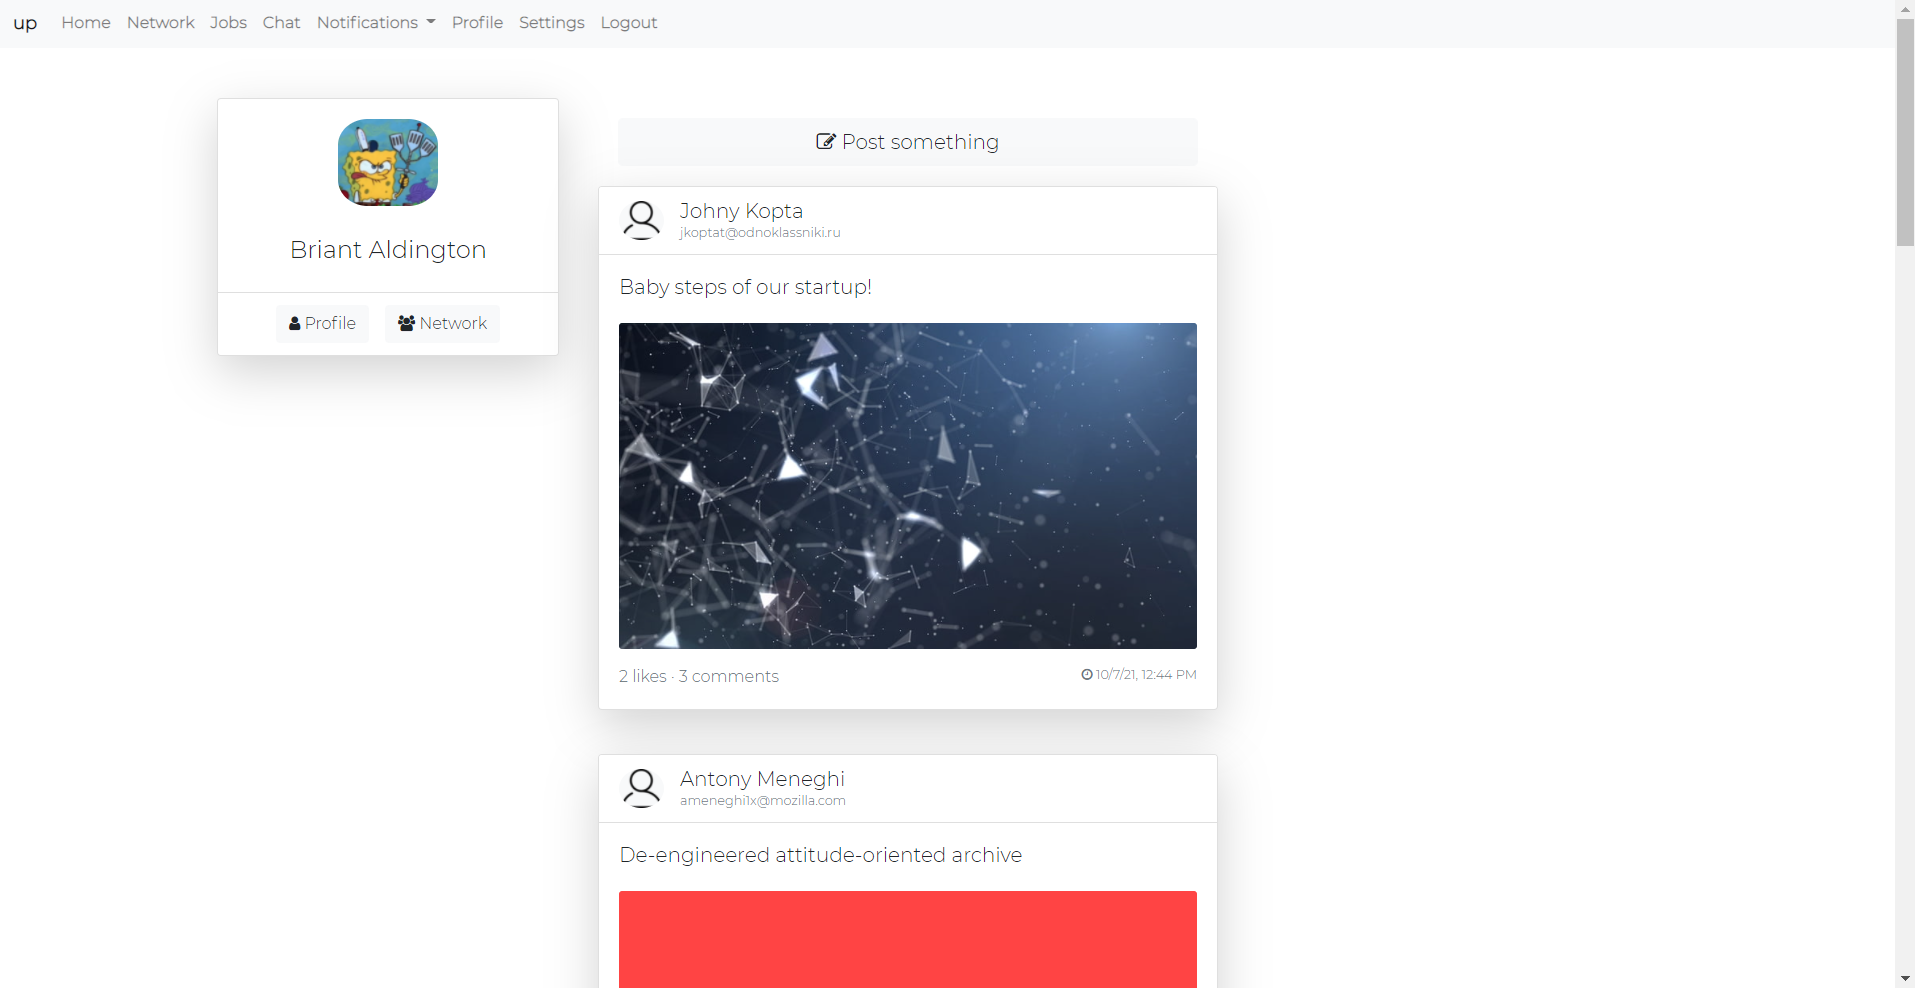 up Home Network Jobs Chat Notifications Profile Settings Logout
Briant Aldington
Profile Network
Post something
Johny Kopta
jkoptat@odnoklassniki.ru
Baby steps of our startup!
2 likes · 3 comments 10/7/21, 12:44 PM
Antony Meneghi
ameneghi1x@mozilla.com
De-engineered attitude-oriented archive